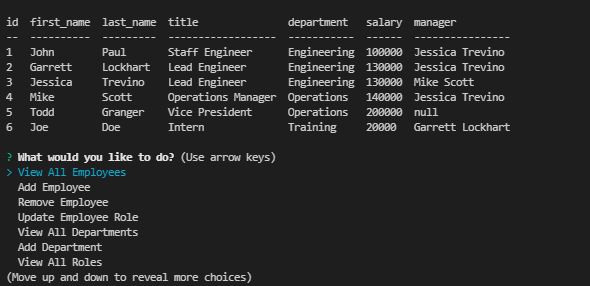 id  first_name  last_name  title               department   salary  manager
--  ----------  ---------  ------------------  -----------  ------  ----------------
1   John        Paul       Staff Engineer      Engineering  100000  Jessica Trevino
2   Garrett     Lockhart   Lead Engineer       Engineering  130000  Jessica Trevino
3   Jessica     Trevino    Lead Engineer       Engineering  130000  Mike Scott
4   Mike        Scott      Operations Manager  Operations   140000  Jessica Trevino
5   Todd        Granger    Vice President      Operations   200000  null
6   Joe         Doe        Intern              Training     20000   Garrett Lockhart
? What would you like to do? (Use arrow keys)
> View All Employees
  Add Employee
  Remove Employee
  Update Employee Role
  View All Departments
  Add Department
  View All Roles
(Move up and down to reveal more choices)